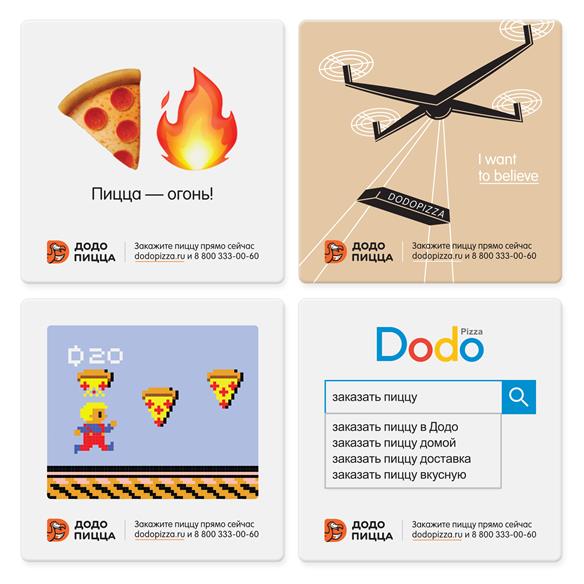 Пицца — огонь!
ДОДО
ПИЦЦА
Закажите пиццу прямо сейчас
dodopizza.ru и 8 800 333-00-60
I want
to believe
DODOPIZZA
ДОДО
ПИЦЦА
Закажите пиццу прямо сейчас
dodopizza.ru и 8 800 333-00-60
20
ДОДО
ПИЦЦА
Закажите пиццу прямо сейчас
dodopizza.ru и 8 800 333-00-60
Pizza
Dodo
заказать пиццу
заказать пиццу в Додо
заказать пиццу домой
заказать пиццу доставка
заказать пиццу вкусную
ДОДО
ПИЦЦА
Закажите пиццу прямо сейчас
dodopizza.ru и 8 800 333-00-60